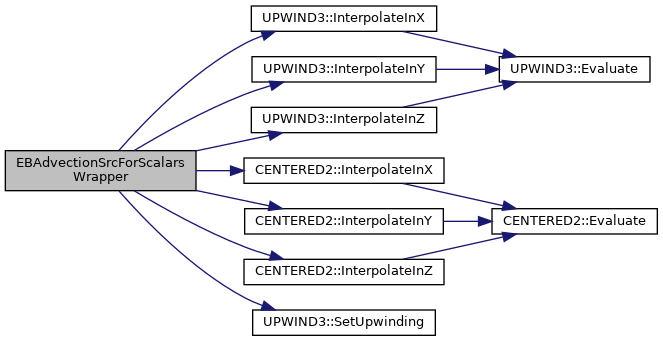 EBAdvectionSrcForScalars
Wrapper
UPWIND3::InterpolateInX
UPWIND3::InterpolateInY
UPWIND3::InterpolateInZ
CENTERED2::InterpolateInX
CENTERED2::InterpolateInY
CENTERED2::InterpolateInZ
UPWIND3::SetUpwinding
UPWIND3::Evaluate
CENTERED2::Evaluate